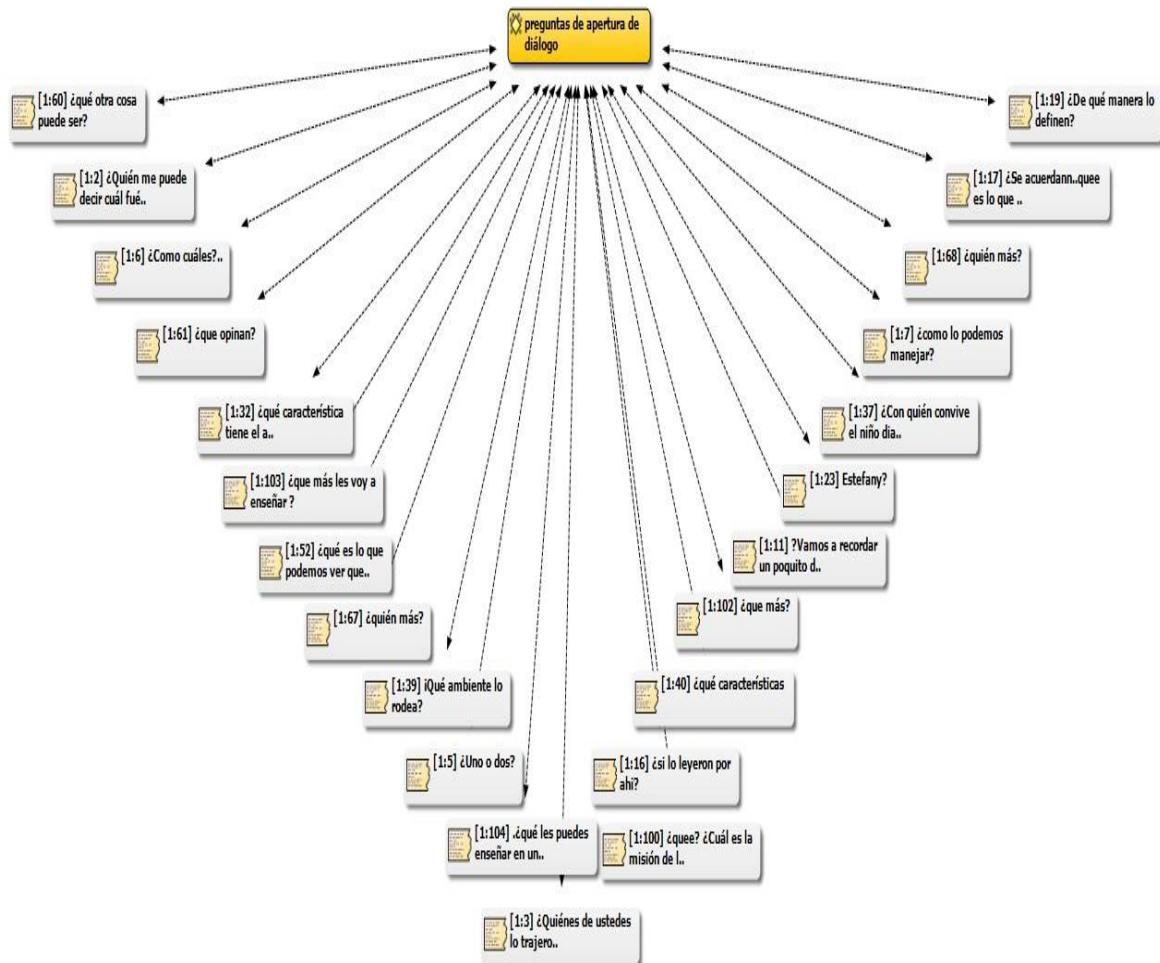 preguntas de apertura de
diálogo
[1:60] ¿qué otra cosa
puede ser?
[1:19] ¿De qué manera lo
definen?
[1:2] ¿Quién me puede
decir cuál fué..
[1:17] ¿Se acuerdann..quee
es lo que ..
[1:6] ¿Como cuáles?..
[1:68] ¿quién más?
[1:61] ¿que opinan?
[1:7] ¿como lo podemos
manejar?
[1:32] ¿qué característica
tiene el a..
[1:37] ¿Con quién convive
el niño dia..
[1:103] ¿que más les voy a
enseñar ?
[1:23] Estefany?
[1:52] ¿qué es lo que
podemos ver que..
[1:11] ?Vamos a recordar
un poquito d..
[1:67] ¿quién más?
[1:102] ¿que más?
[1:39] ¡Qué ambiente lo
rodea?
[1:40] ¿qué características
[1:5] ¿Uno o dos?
[1:16] ¿si lo leyeron por
ahi?
[1:104] .¿qué les puedes
enseñar en un..
[1:100] ¿quee? ¿Cuál es la
misión de l..
[1:3] ¿Quiénes de ustedes
lo trajero..